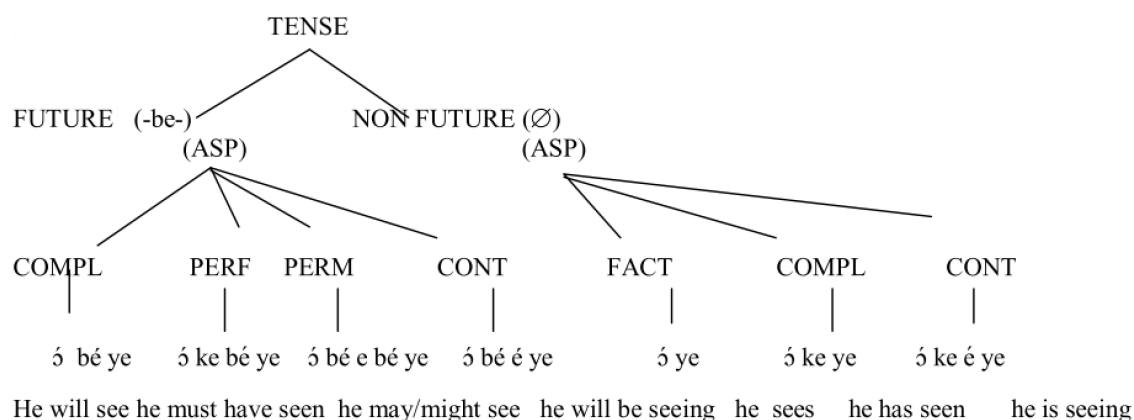 TENSE
FUTURE (-be-) NON FUTURE (∅)
(ASP) (ASP)
COMPL PERF PERM CONT FACT COMPL CONT
ɔ́ bé ye ɔ́ ke bé ye ɔ́ bé e bé ye ɔ́ bé é ye ɔ́ ye ɔ́ ke ye ɔ́ ke é ye
He will see he must have seen he may/might see he will be seeing he sees he has seen he is seeing